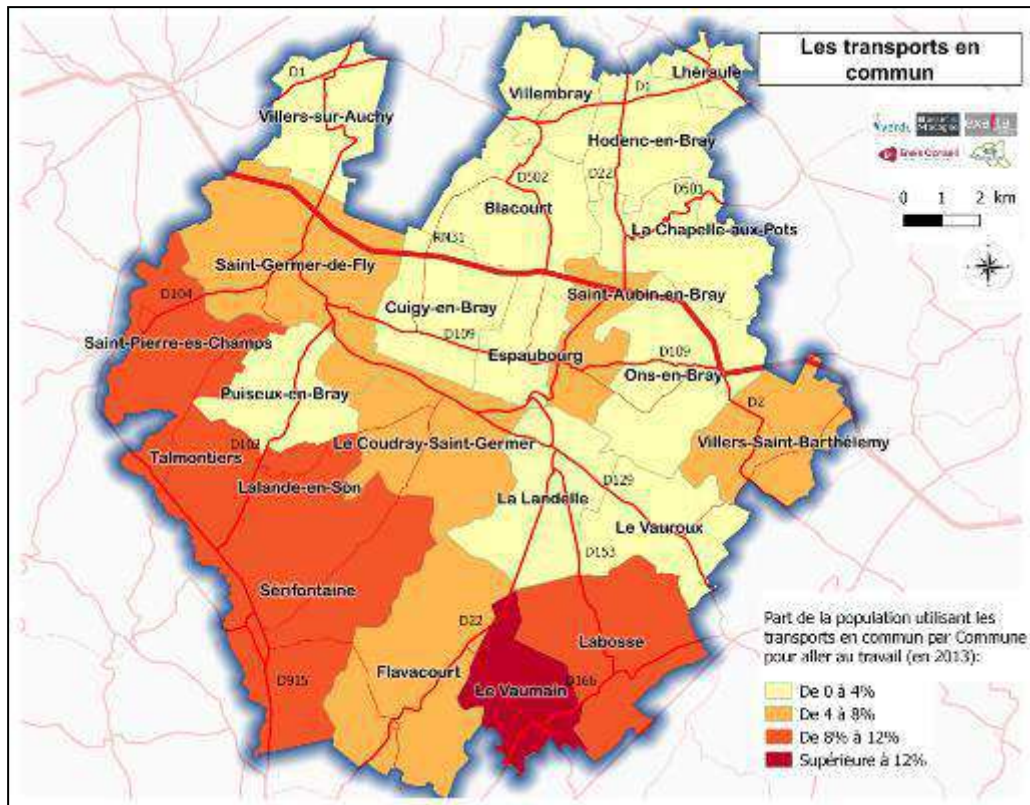 Les transports en
commun
D1
Villers-sur-Auchy
Villembray
Lhéraule
D1
Hodenc-en-Bray
D22
D502
D501
Blacourt
La Chapelle-aux-Pots
RN31
Saint-Germer-de-Fly
D104
Saint-Aubin-en-Bray
Cuigy-en-Bray
D109
Saint-Pierre-es-Champs
Espaubourg
D109
Ons-en-Bray
Puiseux-en-Bray
D2
Le Coudray-Saint-Germer
Villers-Saint-Barthélemy
Talmontiers
Lalande-en-Son
D129
La Landelle
Le Vauroux
D153
Sérifontaine
D22
Labosse
Flavacourt
D915
Le Vaumain
D166
Enviis Conseil
0 1 2 km
Part de la population utilisant les
transports en commun par Commune
pour aller au travail (en 2013):
De 0 à 4%
De 4 à 8%
De 8% à 12%
Supérieure à 12%